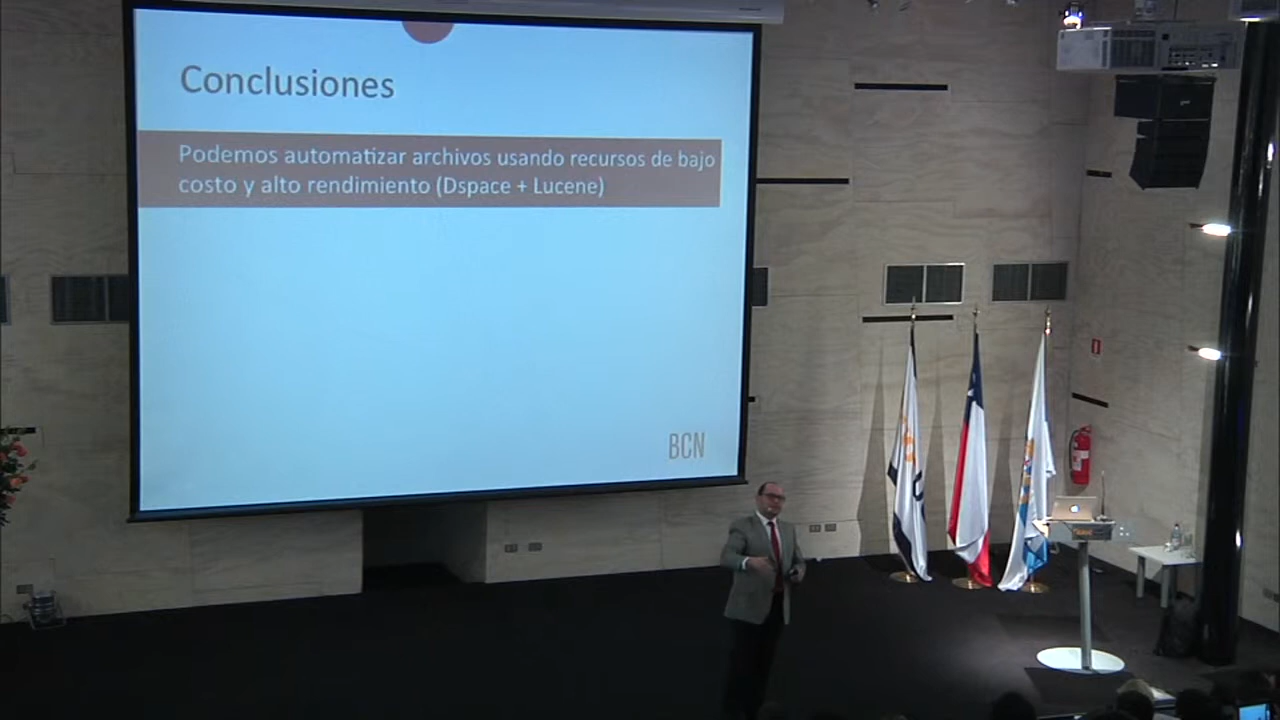 Conclusiones
Podemos automatizar archivos usando recursos de bajo
costo y alto rendimiento (Dspace + Lucene)
BCN